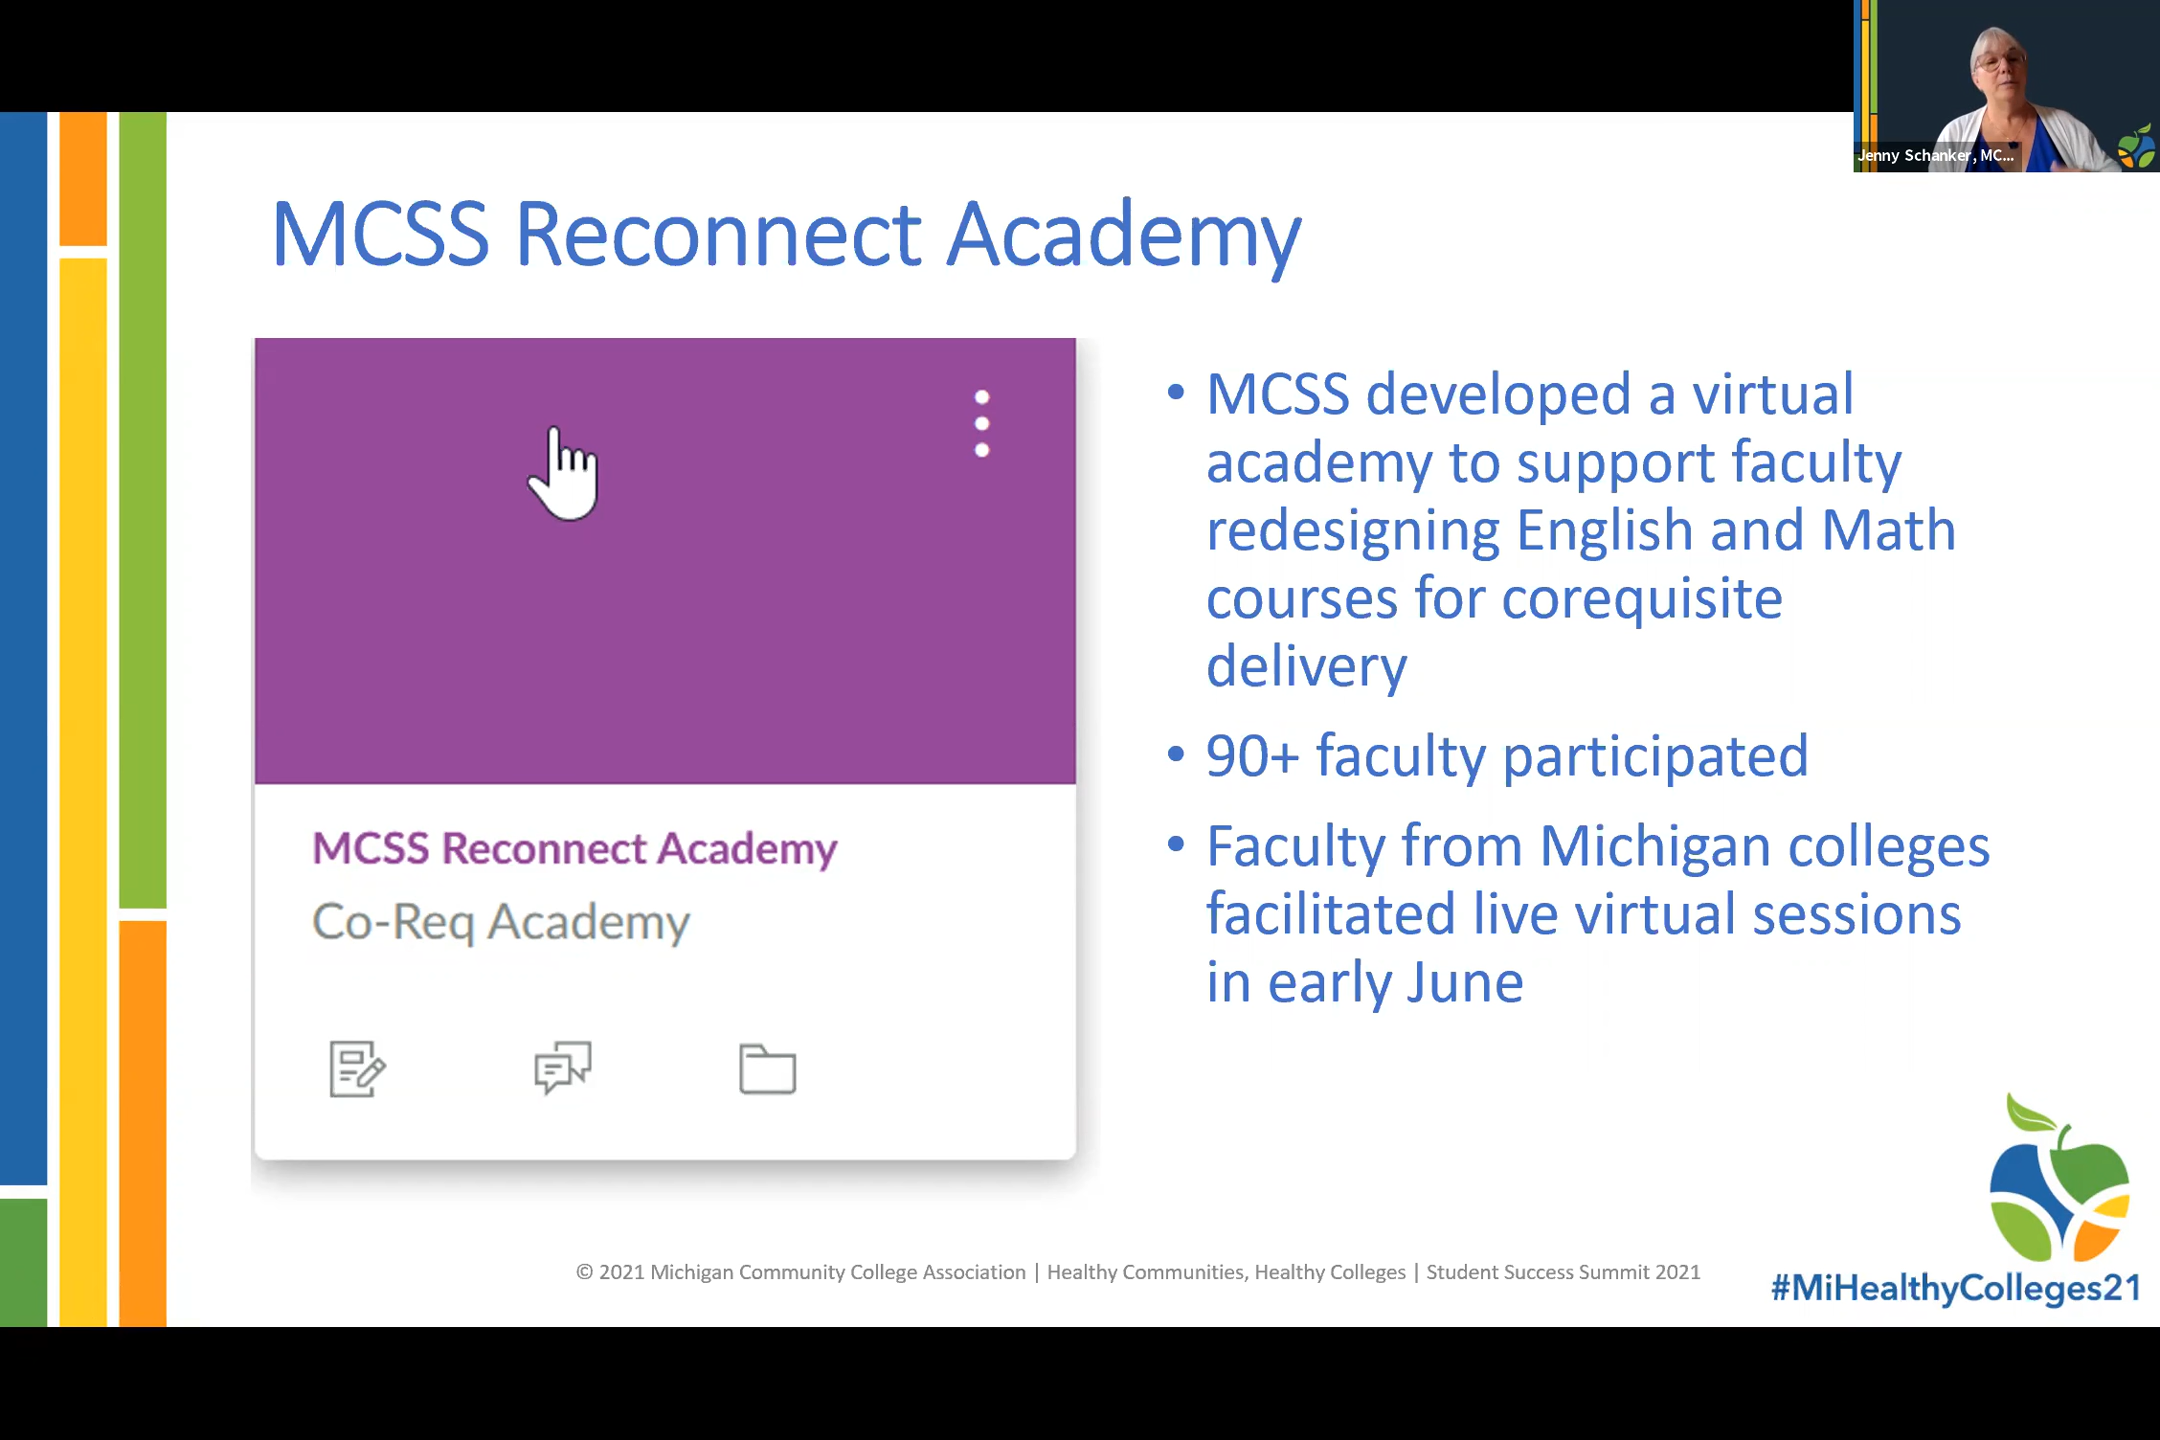 Jenny Schanker, MC...
MCSS Reconnect Academy
MCSS Reconnect Academy
Co-Req Academy
• MCSS developed a virtual
academy to support faculty
redesigning English and Math
courses for corequisite
delivery
• 90+ faculty participated
• Faculty from Michigan colleges
facilitated live virtual sessions
in early June
© 2021 Michigan Community College Association | Healthy Communities, Healthy Colleges | Student Success Summit 2021
#MiHealthyColleges21